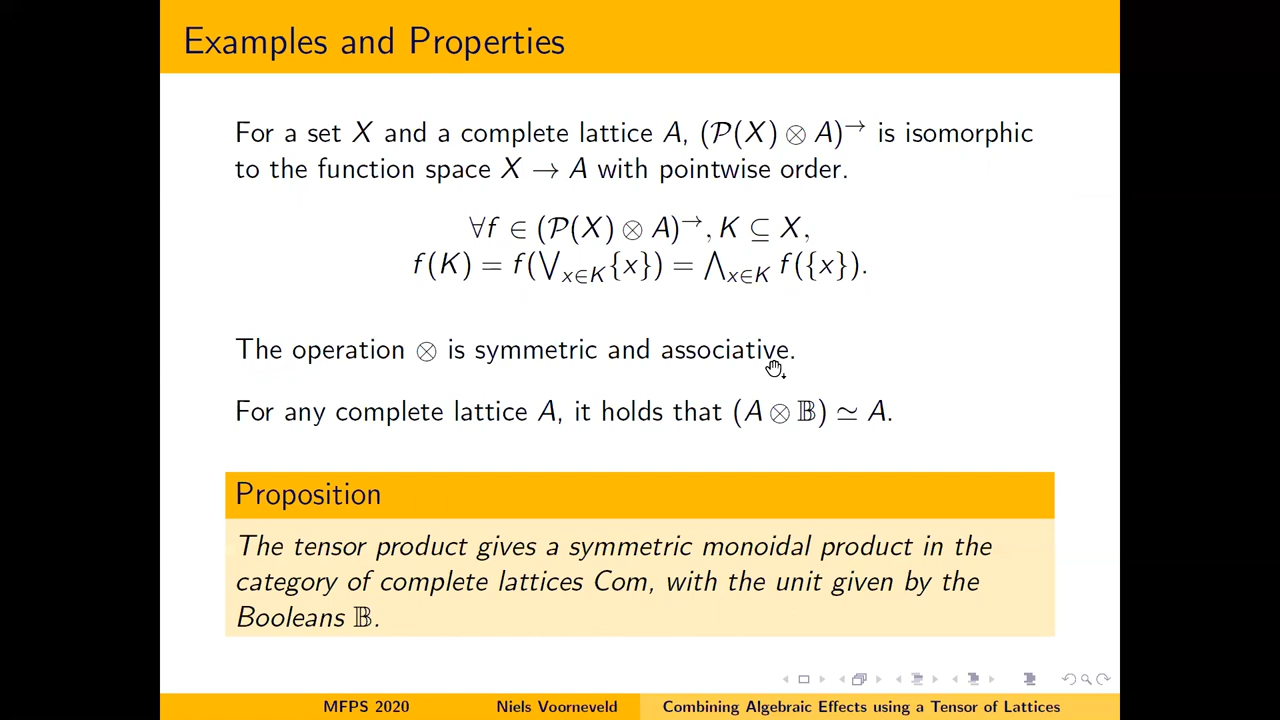 Examples and Properties
For a set X and a complete lattice A, (𝒫(X) ⊗ A)→ is isomorphic
to the function space X → A with pointwise order.
∀f ∈ (𝒫(X) ⊗ A)→, K ⊆ X,
f(K) = f(⋁x∈K{x}) = ⋀x∈K f({x}).
The operation ⊗ is symmetric and associative.
For any complete lattice A, it holds that (A ⊗ 𝔹) ≃ A.
Proposition
The tensor product gives a symmetric monoidal product in the
category of complete lattices Com, with the unit given by the
Booleans 𝔹.
MFPS 2020 Niels Voorneveld Combining Algebraic Effects using a Tensor of Lattices